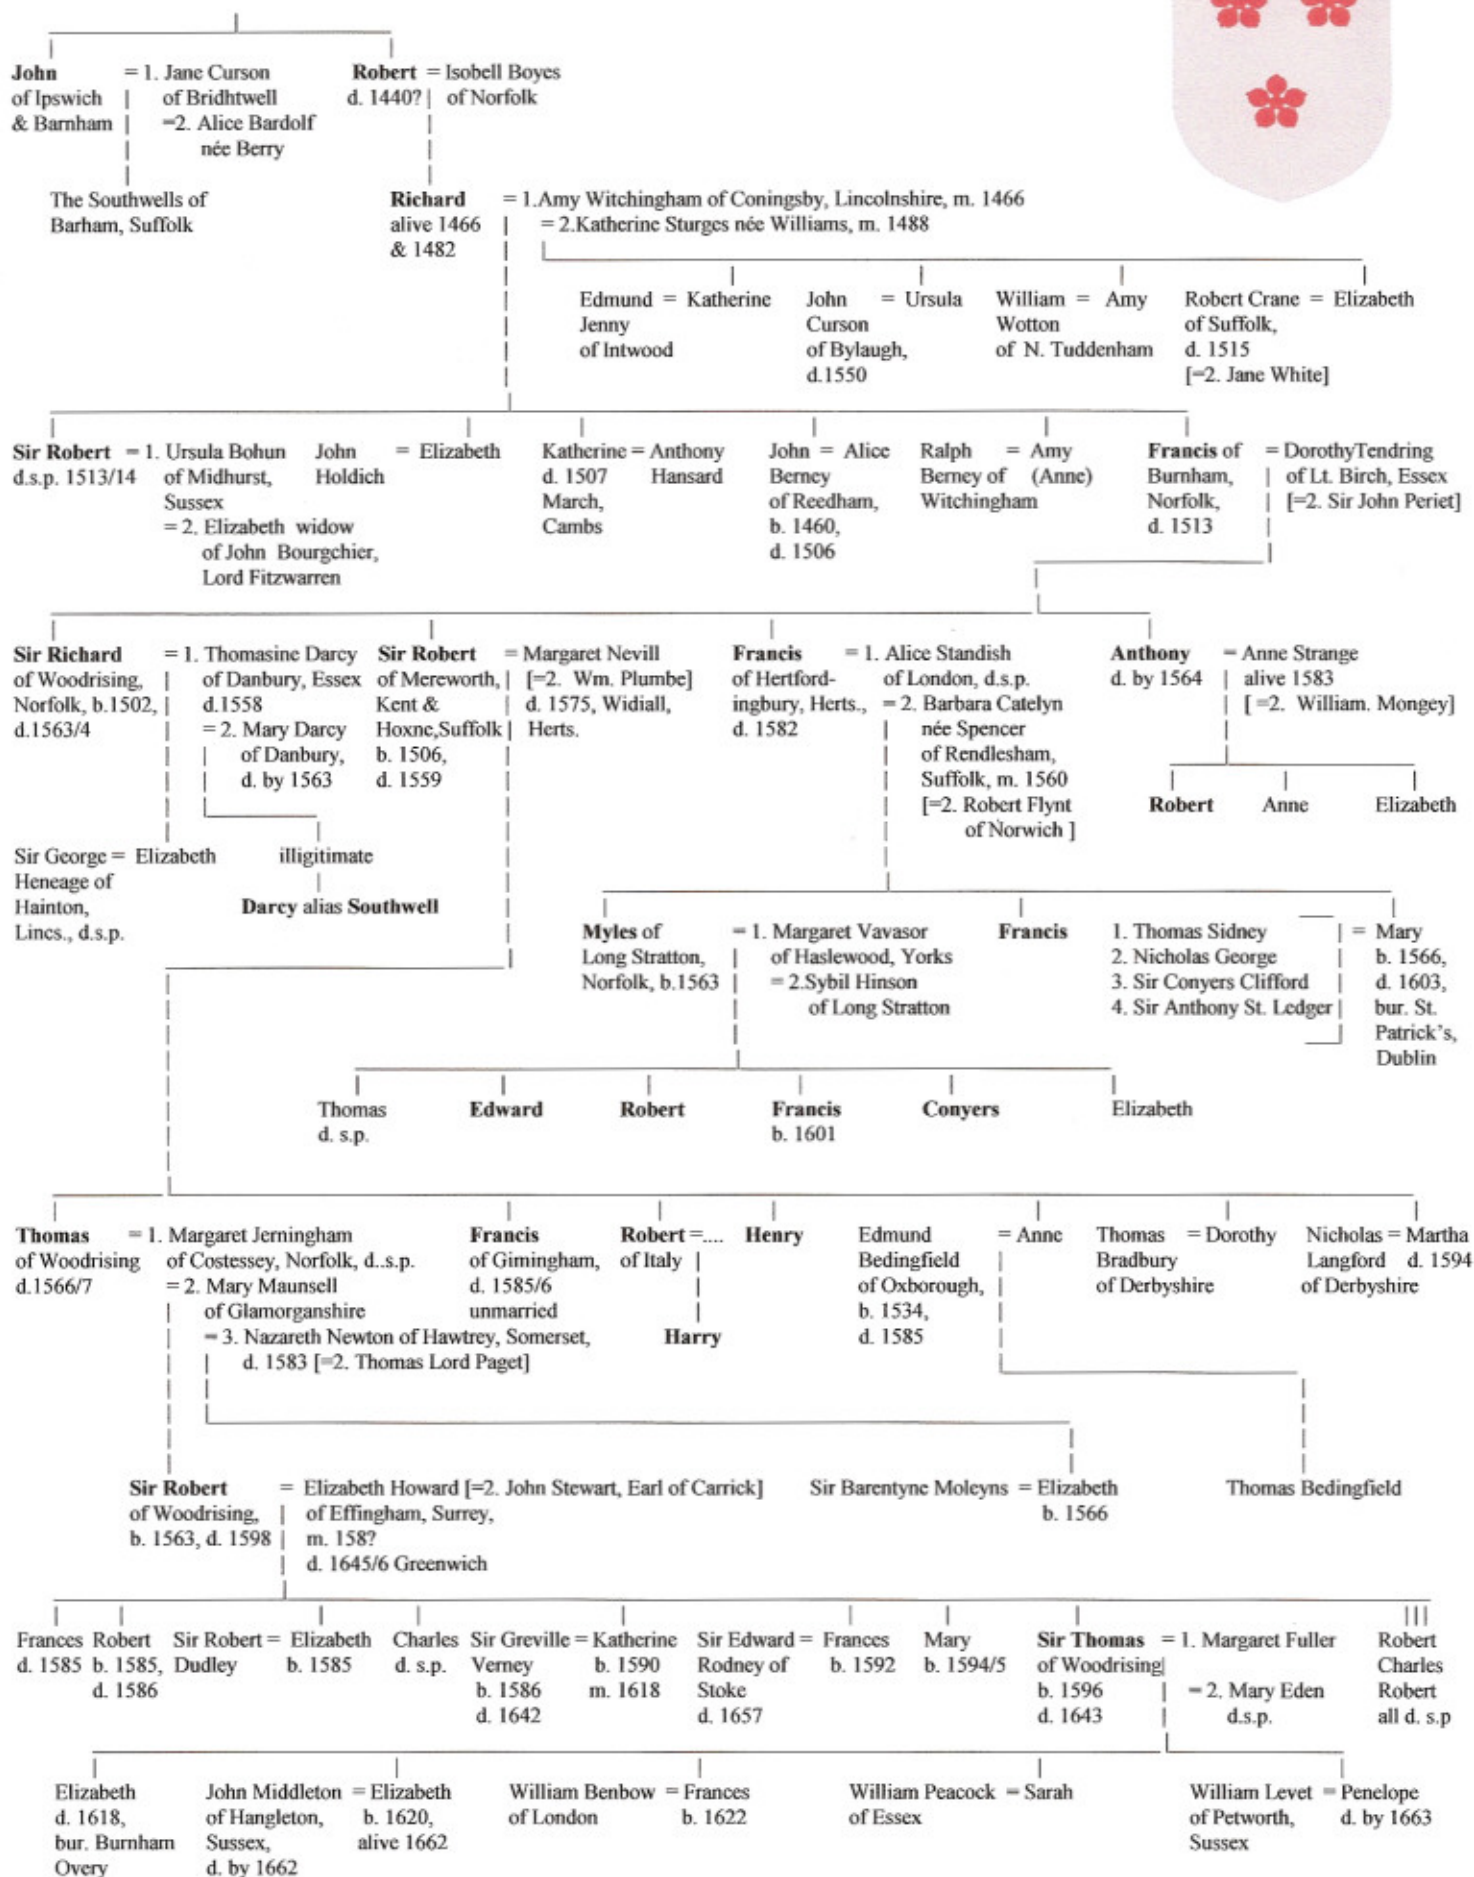 John = 1. Jane Curson
of Ipswich of Bridhtwell
& Barnham =2. Alice Bardolf
née Berry
Robert = Isobell Boyes
d. 1440? of Norfolk
The Southwells of
Barham, Suffolk
Richard = 1.Amy Witchingham of Coningsby, Lincolnshire, m. 1466
alive 1466 = 2.Katherine Sturges née Williams, m. 1488
& 1482
Edmund = Katherine
Jenny
of Intwood
John = Ursula
Curson
of Bylaugh,
d.1550
William = Amy
Wotton
of N. Tuddenham
Robert Crane = Elizabeth
of Suffolk,
d. 1515
[=2. Jane White]
Sir Robert = 1. Ursula Bohun
d.s.p. 1513/14 of Midhurst,
Sussex
= 2. Elizabeth widow
of John Bourgchier,
Lord Fitzwarren
John = Elizabeth
Holdich
Katherine = Anthony
d. 1507 Hansard
March,
Cambs
John = Alice
Berney
of Reedham,
b. 1460,
d. 1506
Ralph = Amy
Berney of (Anne)
Witchingham
Francis of = DorothyTendring
Burnham, of Lt. Birch, Essex
Norfolk, [=2. Sir John Periet]
d. 1513
Sir Richard = 1. Thomasine Darcy
of Woodrising, of Danbury, Essex
Norfolk, b.1502, d.1558
d.1563/4 = 2. Mary Darcy
of Danbury,
d. by 1563
Sir Robert = Margaret Nevill
of Mereworth, [=2. Wm. Plumbe]
Kent & d. 1575, Widiall,
Hoxne,Suffolk Herts.
b. 1506,
d. 1559
Francis = 1. Alice Standish
of Hertford- of London, d.s.p.
ingbury, Herts., = 2. Barbara Catelyn
d. 1582 née Spencer
of Rendlesham,
Suffolk, m. 1560
[=2. Robert Flynt
of Norwich ]
Anthony = Anne Strange
d. by 1564 alive 1583
[ =2. William. Mongey]
Robert Anne Elizabeth
Sir George = Elizabeth
Heneage of
Hainton,
Lincs., d.s.p.
illigitimate
Darcy alias Southwell
Myles of = 1. Margaret Vavasor
Long Stratton, of Haslewood, Yorks
Norfolk, b.1563 = 2.Sybil Hinson
of Long Stratton
Francis
1. Thomas Sidney = Mary
2. Nicholas George b. 1566,
3. Sir Conyers Clifford d. 1603,
4. Sir Anthony St. Ledger bur. St.
Patrick's,
Dublin
Thomas Edward Robert Francis Conyers Elizabeth
d. s.p. b. 1601
Thomas = 1. Margaret Jerningham
of Woodrising of Costessey, Norfolk, d..s.p.
d.1566/7 = 2. Mary Maunsell
of Glamorganshire
= 3. Nazareth Newton of Hawtrey, Somerset,
d. 1583 [=2. Thomas Lord Paget]
Francis
of Gimingham,
d. 1585/6
unmarried
Robert =....
of Italy
Harry
Henry
Edmund = Anne
Bedingfield
of Oxborough,
b. 1534,
d. 1585
Thomas = Dorothy
Bradbury
of Derbyshire
Nicholas = Martha
Langford d. 1594
of Derbyshire
Sir Robert = Elizabeth Howard [=2. John Stewart, Earl of Carrick]
of Woodrising, of Effingham, Surrey,
b. 1563, d. 1598 m. 158?
d. 1645/6 Greenwich
Sir Barentyne Moleyns = Elizabeth
b. 1566
Thomas Bedingfield
Frances
d. 1585
Robert
b. 1585,
d. 1586
Sir Robert = Elizabeth
Dudley b. 1585
Charles
d. s.p.
Sir Greville = Katherine
Verney b. 1590
b. 1586 m. 1618
d. 1642
Sir Edward = Frances
Rodney of b. 1592
Stoke
d. 1657
Mary
b. 1594/5
Sir Thomas = 1. Margaret Fuller
of Woodrising
b. 1596 = 2. Mary Eden
d. 1643 d.s.p.
Robert
Charles
Robert
all d. s.p
Elizabeth
d. 1618,
bur. Burnham
Overy
John Middleton = Elizabeth
of Hangleton, b. 1620,
Sussex, alive 1662
d. by 1662
William Benbow = Frances
of London b. 1622
William Peacock = Sarah
of Essex
William Levet = Penelope
of Petworth, d. by 1663
Sussex